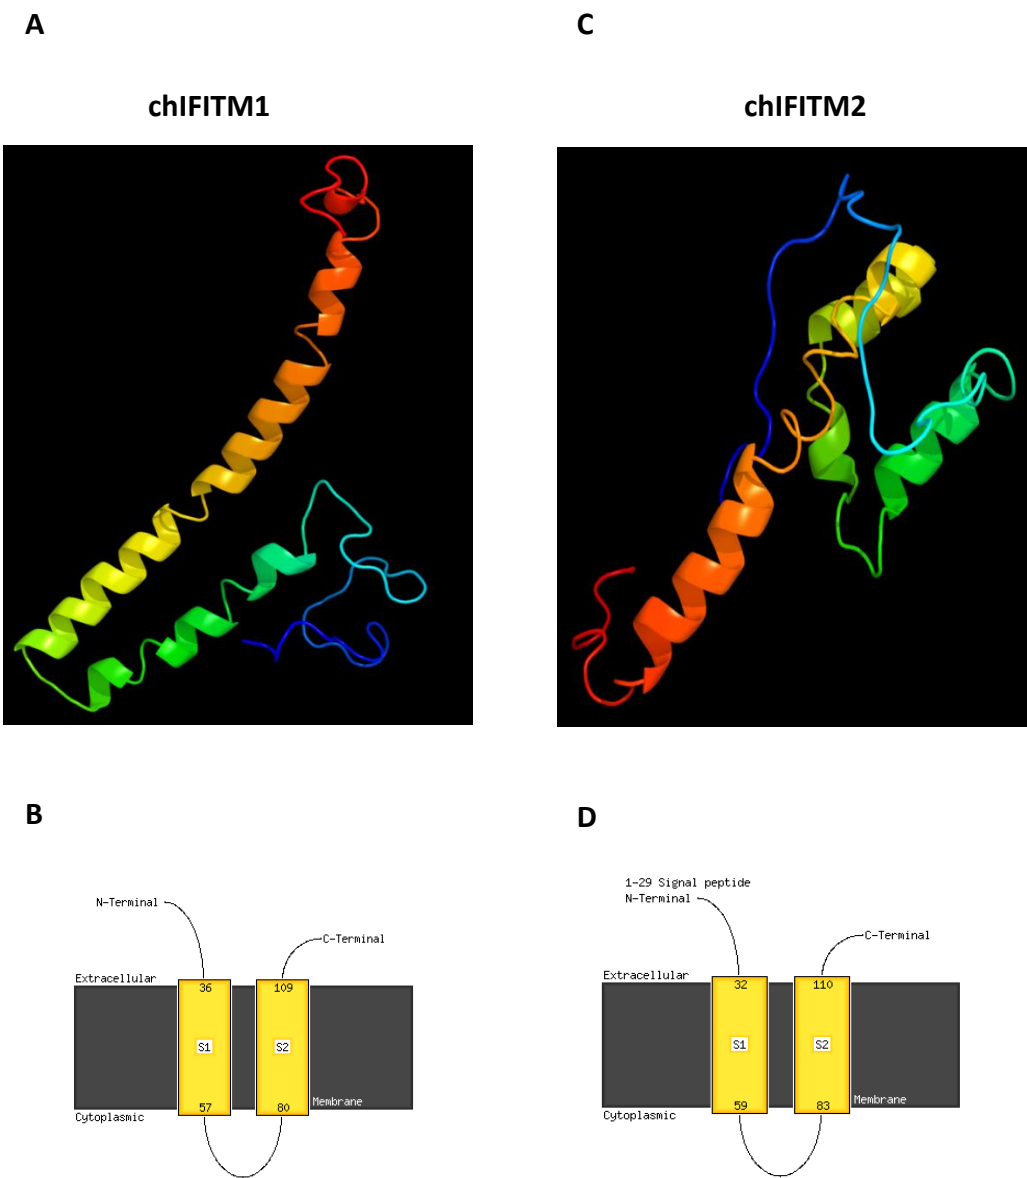 A
C
chIFITM1
chIFITM2
B
D
N-Terminal
C-Terminal
Extracellular
36
109
S1
S2
57
80
Membrane
Cytoplasmic
1-29 Signal peptide
N-Terminal
C-Terminal
Extracellular
32
110
S1
S2
59
83
Membrane
Cytoplasmic